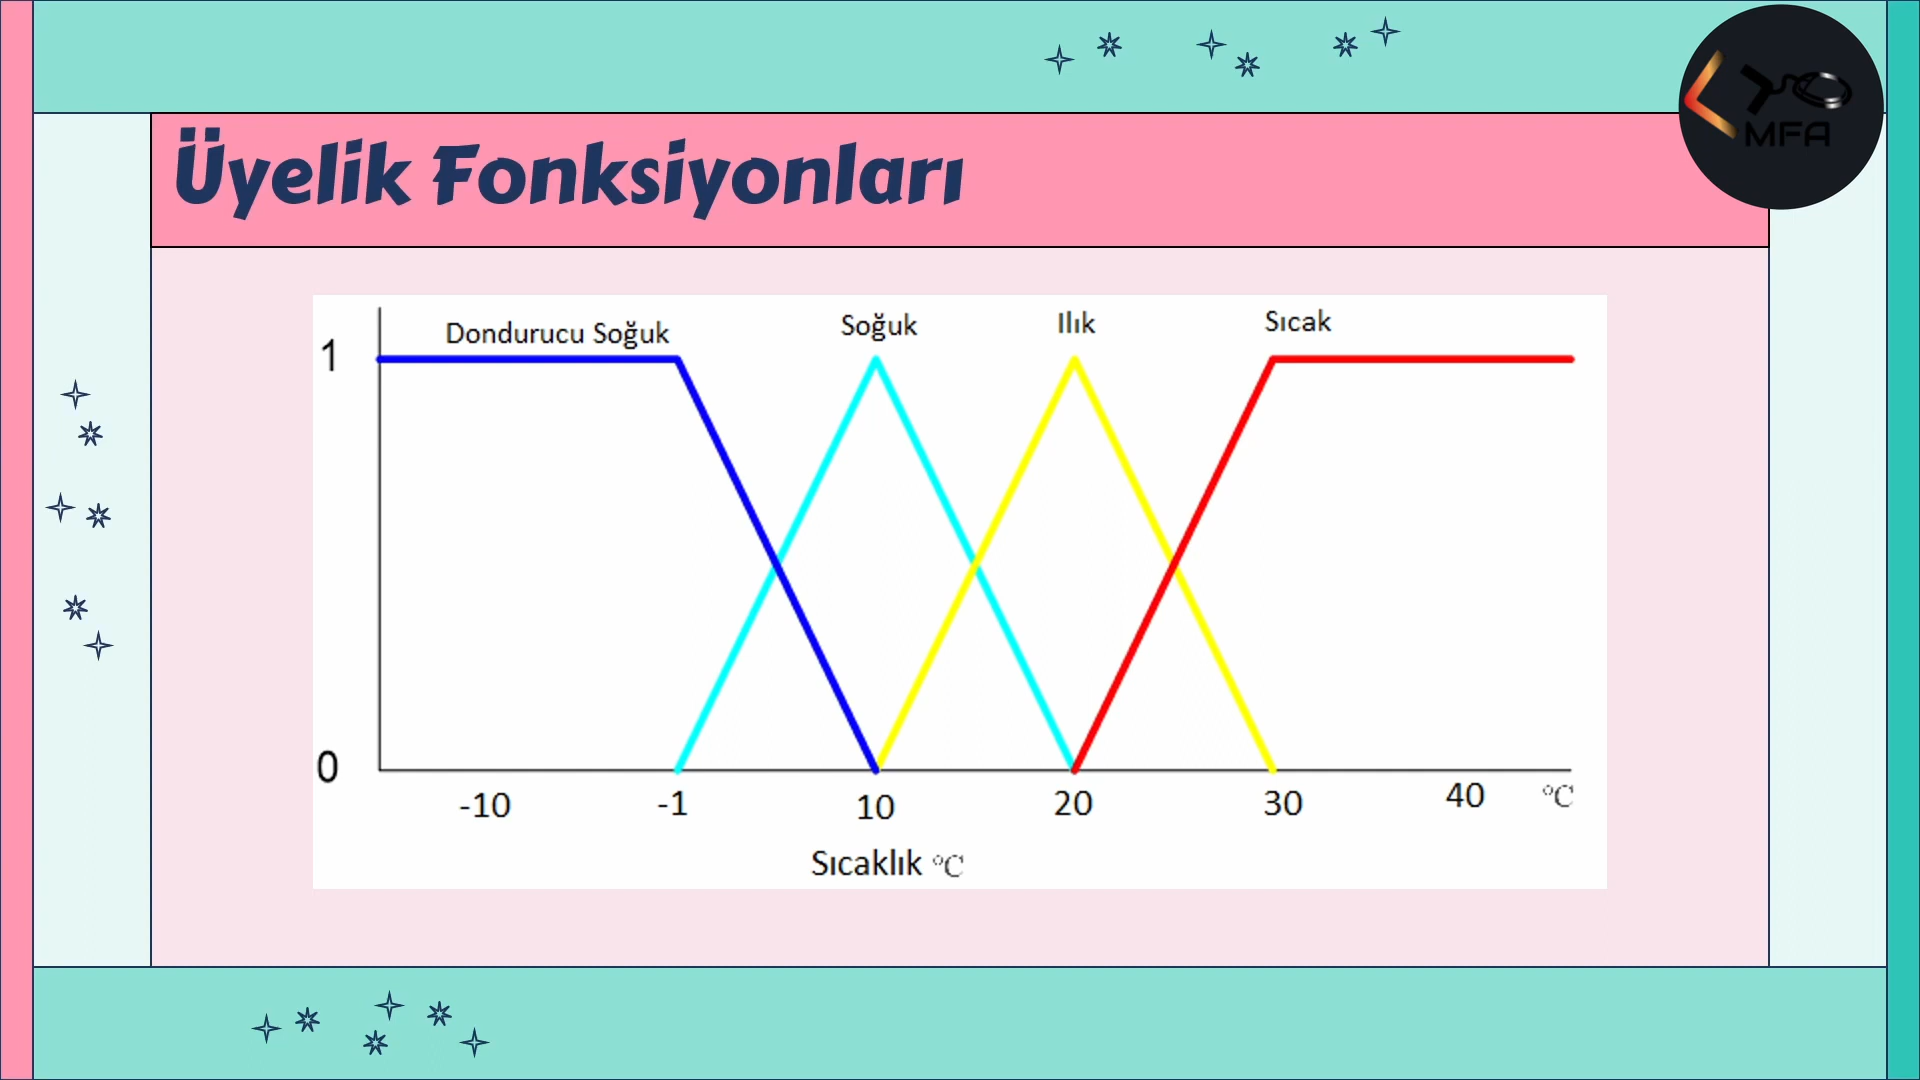 MFA
Üyelik Fonksiyonları
Dondurucu Soğuk
Soğuk
Ilık
Sıcak
1
0
-10
-1
10
20
30
40
°C
Sıcaklık °C